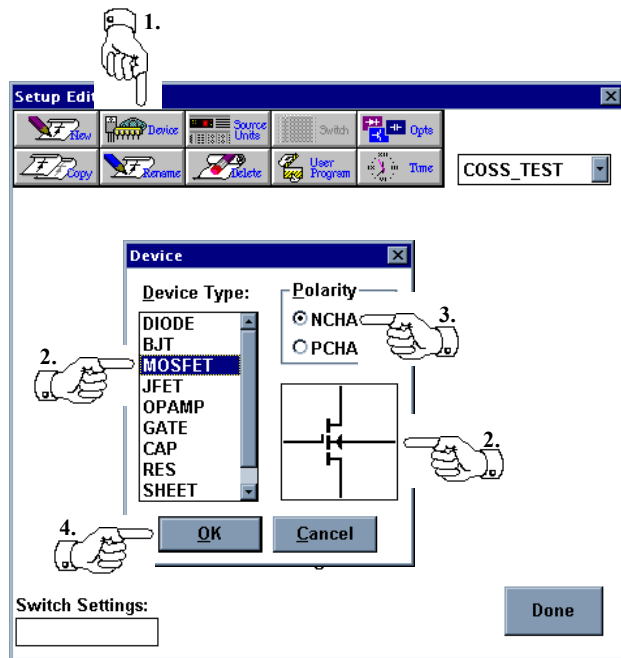 1.
Setup Edit
New
Device
Source Units
Switch
Opts
Copy
Rename
Delete
User Program
Time
COSS_TEST
Device
Device Type:
Polarity
DIODE
BJT
MOSFET
JFET
OPAMP
GATE
CAP
RES
SHEET
NCHA
PCHA
3.
2.
2.
4.
OK
Cancel
Switch Settings:
Done